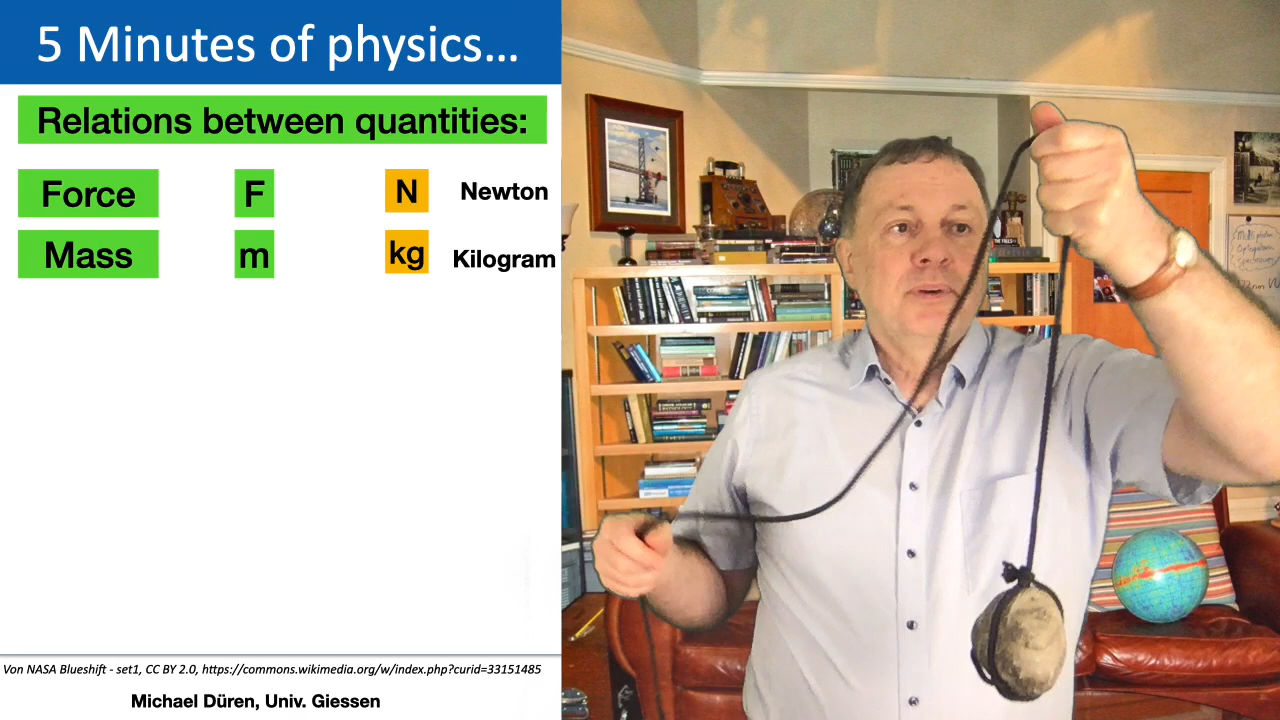 5 Minutes of physics...
Relations between quantities:
Force F N Newton
Mass m kg Kilogram
Von NASA Blueshift - set1, CC BY 2.0, https://commons.wikimedia.org/w/index.php?curid=33151485
Michael Düren, Univ. Giessen